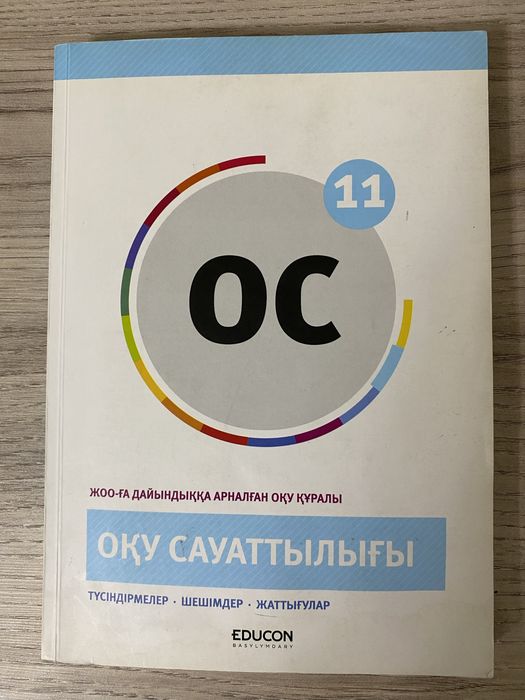 11
ОС
ЖОО-ҒА ДАЙЫНДЫҚҚА АРНАЛҒАН ОҚУ ҚҰРАЛЫ
ОҚУ САУАТТЫЛЫҒЫ
ТҮСІНДІРМЕЛЕР · ШЕШІМДЕР · ЖАТТЫҒУЛАР
EDUCON
BASYLYMDARY